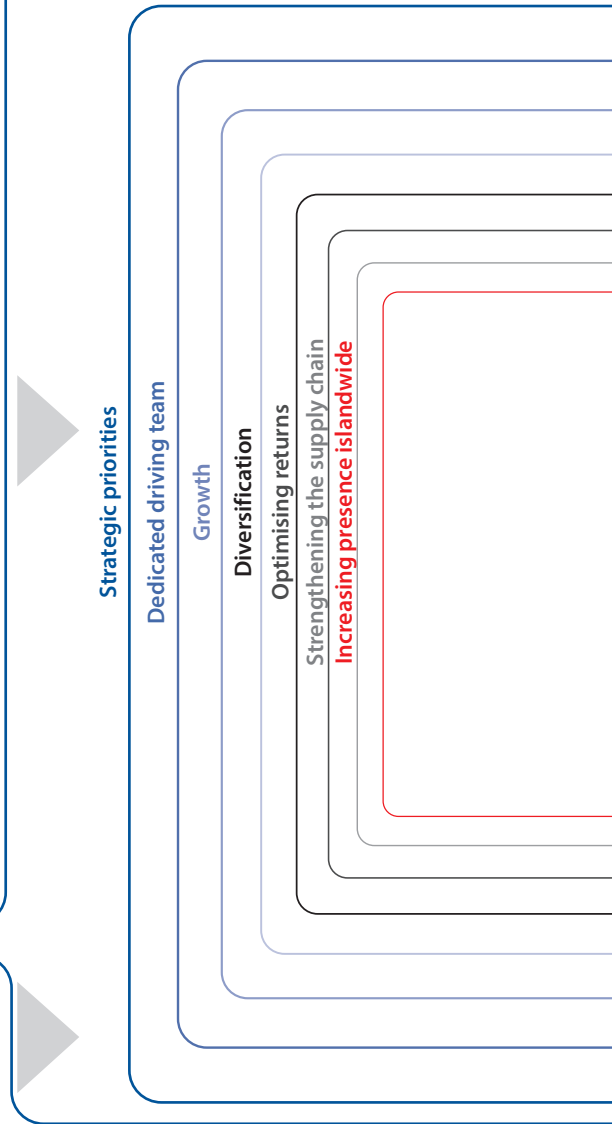 Strategic priorities
Dedicated driving team
Growth
Diversification
Optimising returns
Strengthening the supply chain
Increasing presence islandwide